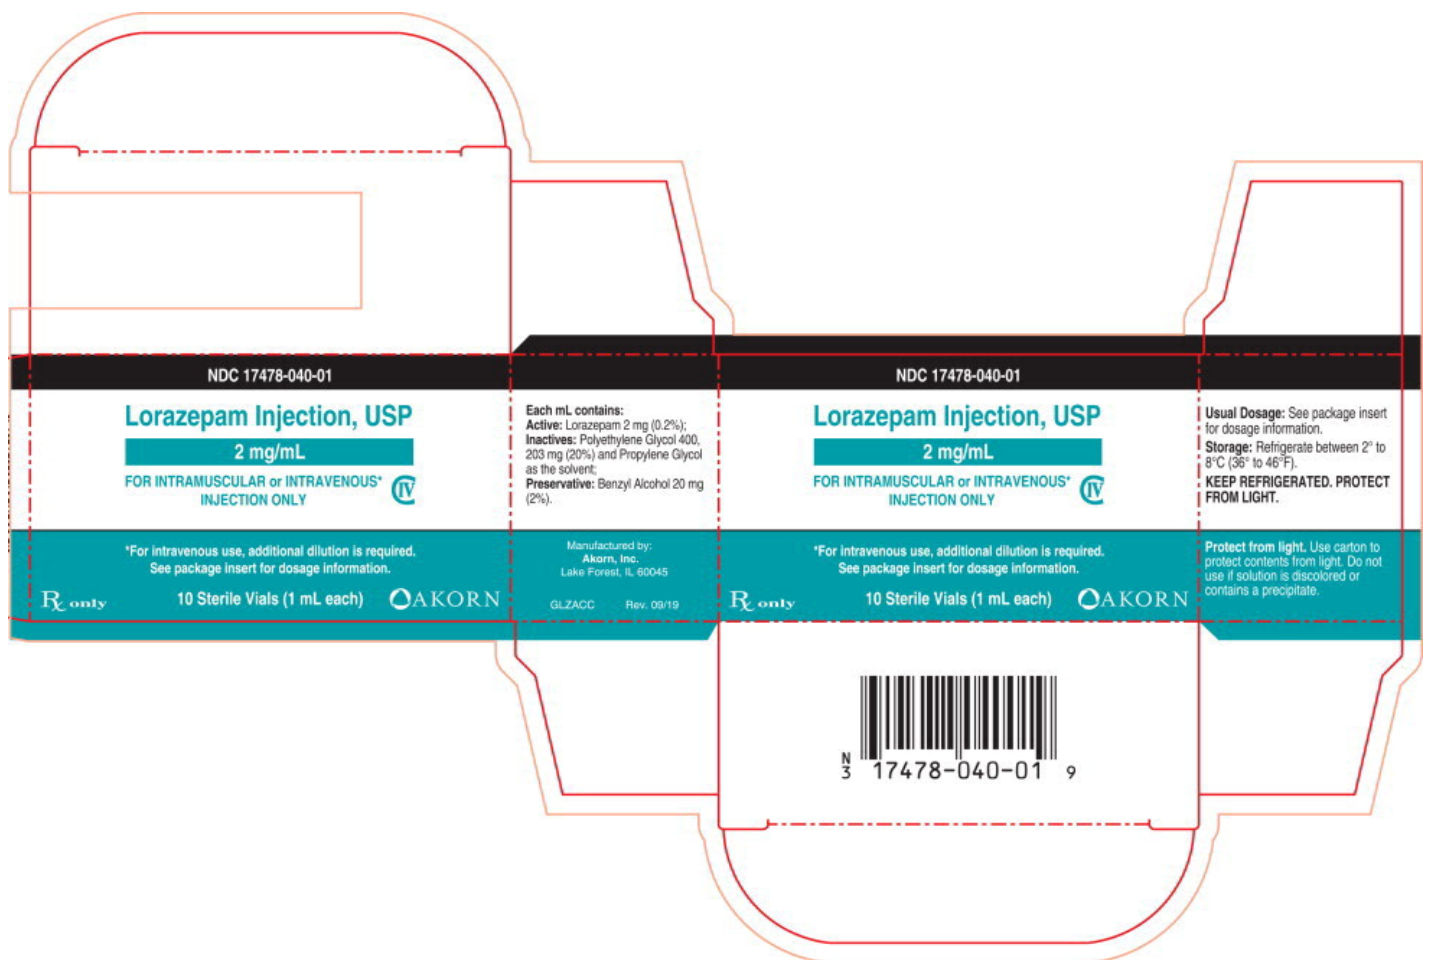 NDC 17478-040-01
Lorazepam Injection, USP
2 mg/mL
FOR INTRAMUSCULAR or INTRAVENOUS*
INJECTION ONLY
CIV
*For intravenous use, additional dilution is required.
See package insert for dosage information.
Rx only
10 Sterile Vials (1 mL each)
AKORN
Each mL contains:
Active: Lorazepam 2 mg (0.2%);
Inactives: Polyethylene Glycol 400,
203 mg (20%) and Propylene Glycol
as the solvent;
Preservative: Benzyl Alcohol 20 mg
(2%).
Manufactured by:
Akorn, Inc.
Lake Forest, IL 60045
GLZACC Rev. 09/19
NDC 17478-040-01
Lorazepam Injection, USP
2 mg/mL
FOR INTRAMUSCULAR or INTRAVENOUS*
INJECTION ONLY
CIV
*For intravenous use, additional dilution is required.
See package insert for dosage information.
Rx only
10 Sterile Vials (1 mL each)
AKORN
Usual Dosage: See package insert
for dosage information.
Storage: Refrigerate between 2° to
8°C (36° to 46°F).
KEEP REFRIGERATED. PROTECT
FROM LIGHT.
Protect from light. Use carton to
protect contents from light. Do not
use if solution is discolored or
contains a precipitate.
N
3 17478-040-01 9